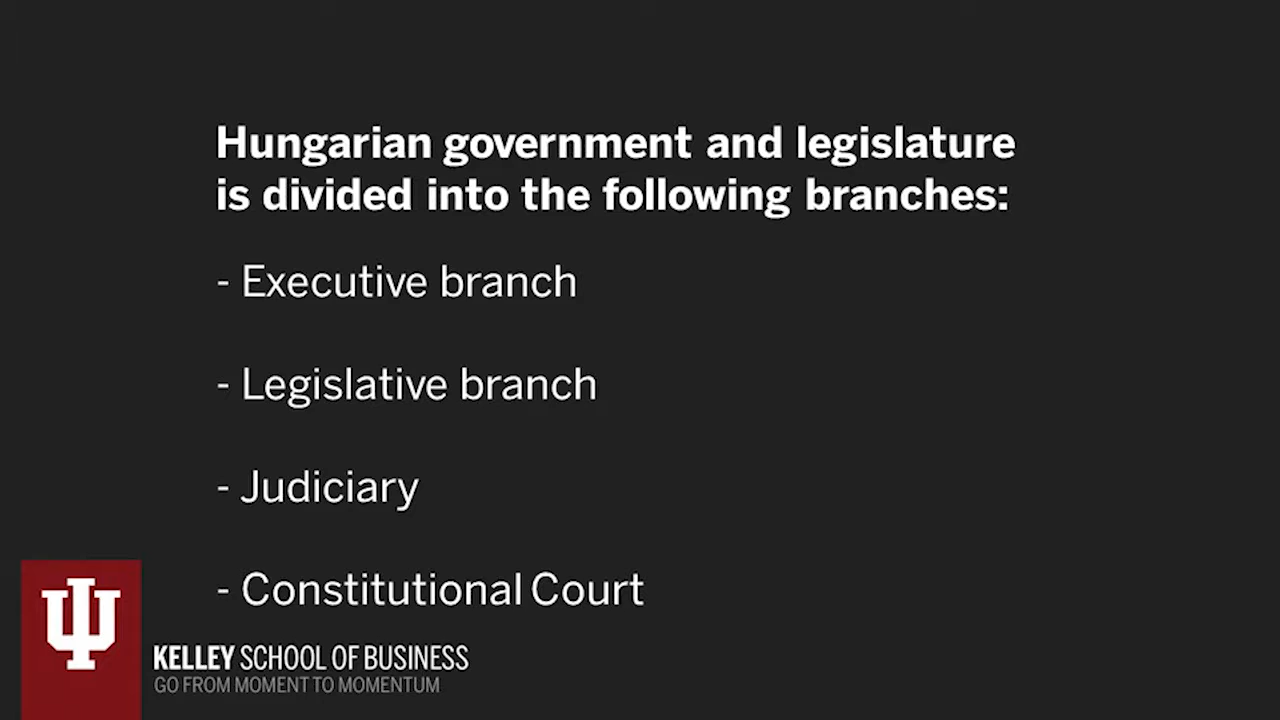 Hungarian government and legislature
is divided into the following branches:
- Executive branch
- Legislative branch
- Judiciary
- Constitutional Court
KELLEY SCHOOL OF BUSINESS
GO FROM MOMENT TO MOMENTUM